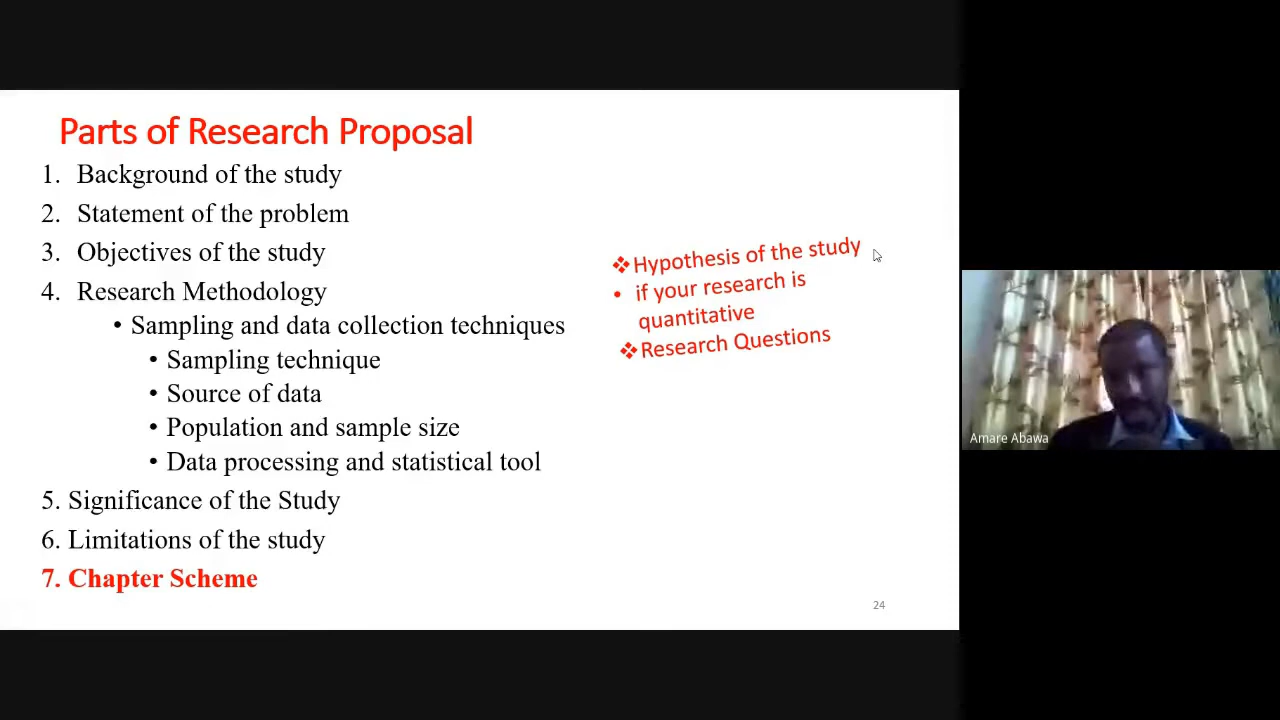 Parts of Research Proposal
1. Background of the study
2. Statement of the problem
3. Objectives of the study
4. Research Methodology
• Sampling and data collection techniques
• Sampling technique
• Source of data
• Population and sample size
• Data processing and statistical tool
5. Significance of the Study
6. Limitations of the study
7. Chapter Scheme
❖Hypothesis of the study
• if your research is
quantitative
❖Research Questions
24
Amare Abawa